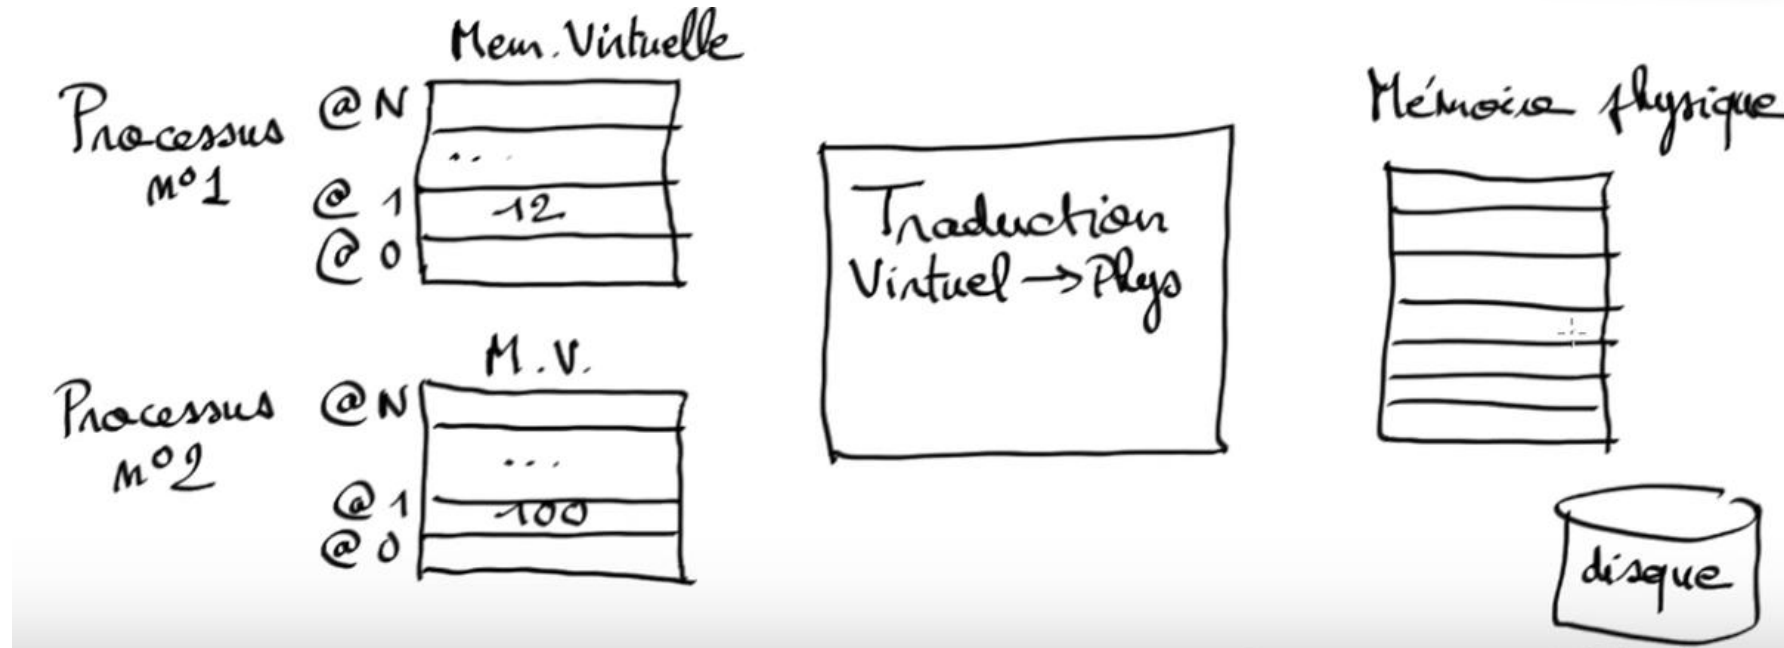 Mem. Virtuelle
Processus
n°1
@ N
...
@ 1
12
@ 0
M.V.
Processus
n°2
@ N
...
@ 1
100
@ 0
Traduction
Virtuel → Phys
Mémoire physique
disque